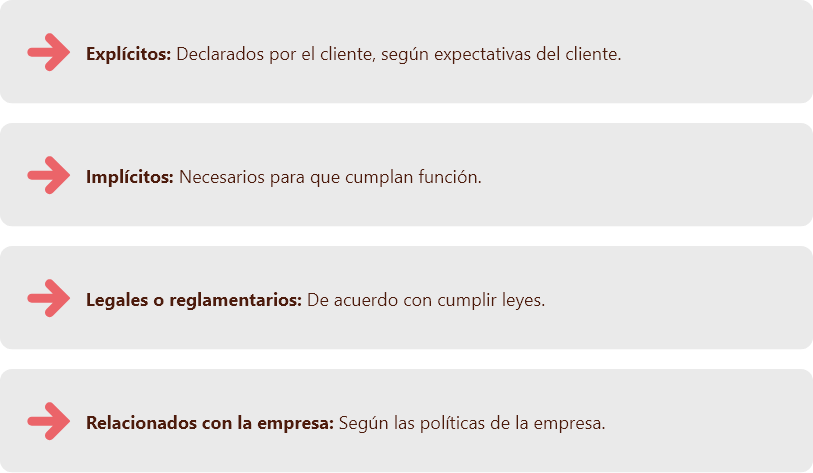 Explícitos: Declarados por el cliente, según expectativas del cliente.
Implícitos: Necesarios para que cumplan función.
Legales o reglamentarios: De acuerdo con cumplir leyes.
Relacionados con la empresa: Según las políticas de la empresa.